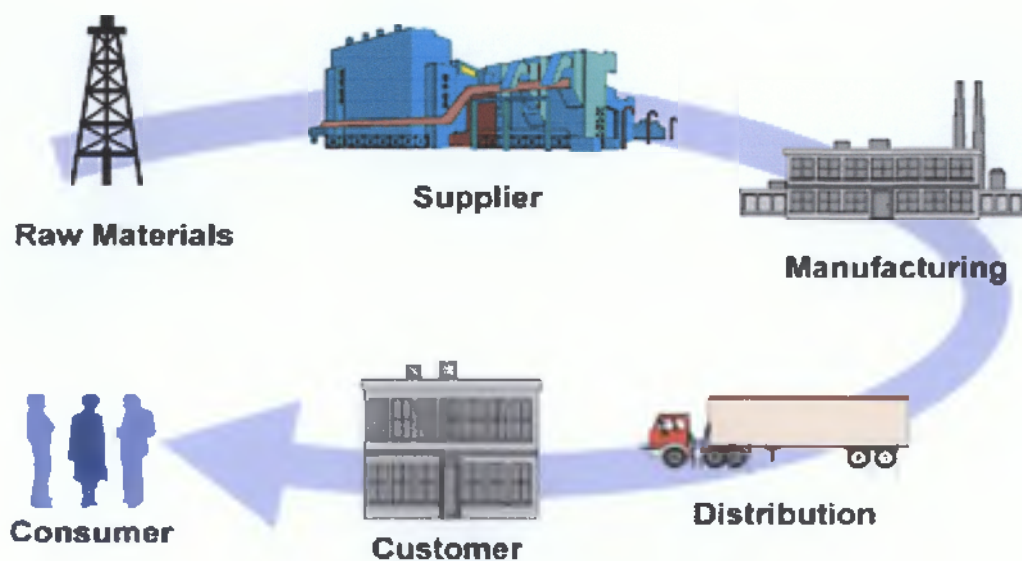 Raw Materials
Supplier
Manufacturing
Distribution
Customer
Consumer